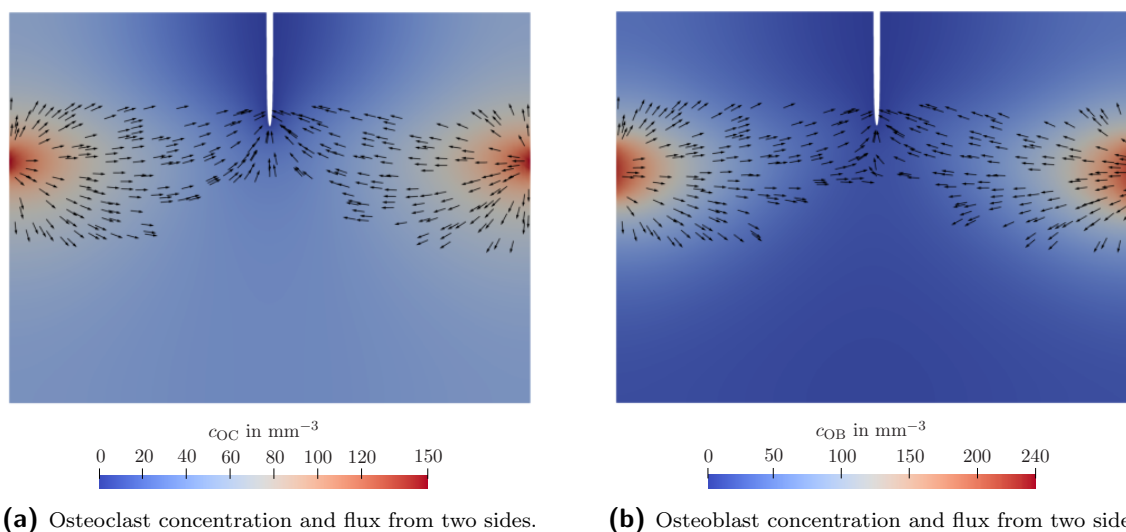 c_OC in mm⁻³
0 20 40 60 80 100 120 150
(a) Osteoclast concentration and flux from two sides.
c_OB in mm⁻³
0 50 100 150 200 240
(b) Osteoblast concentration and flux from two side